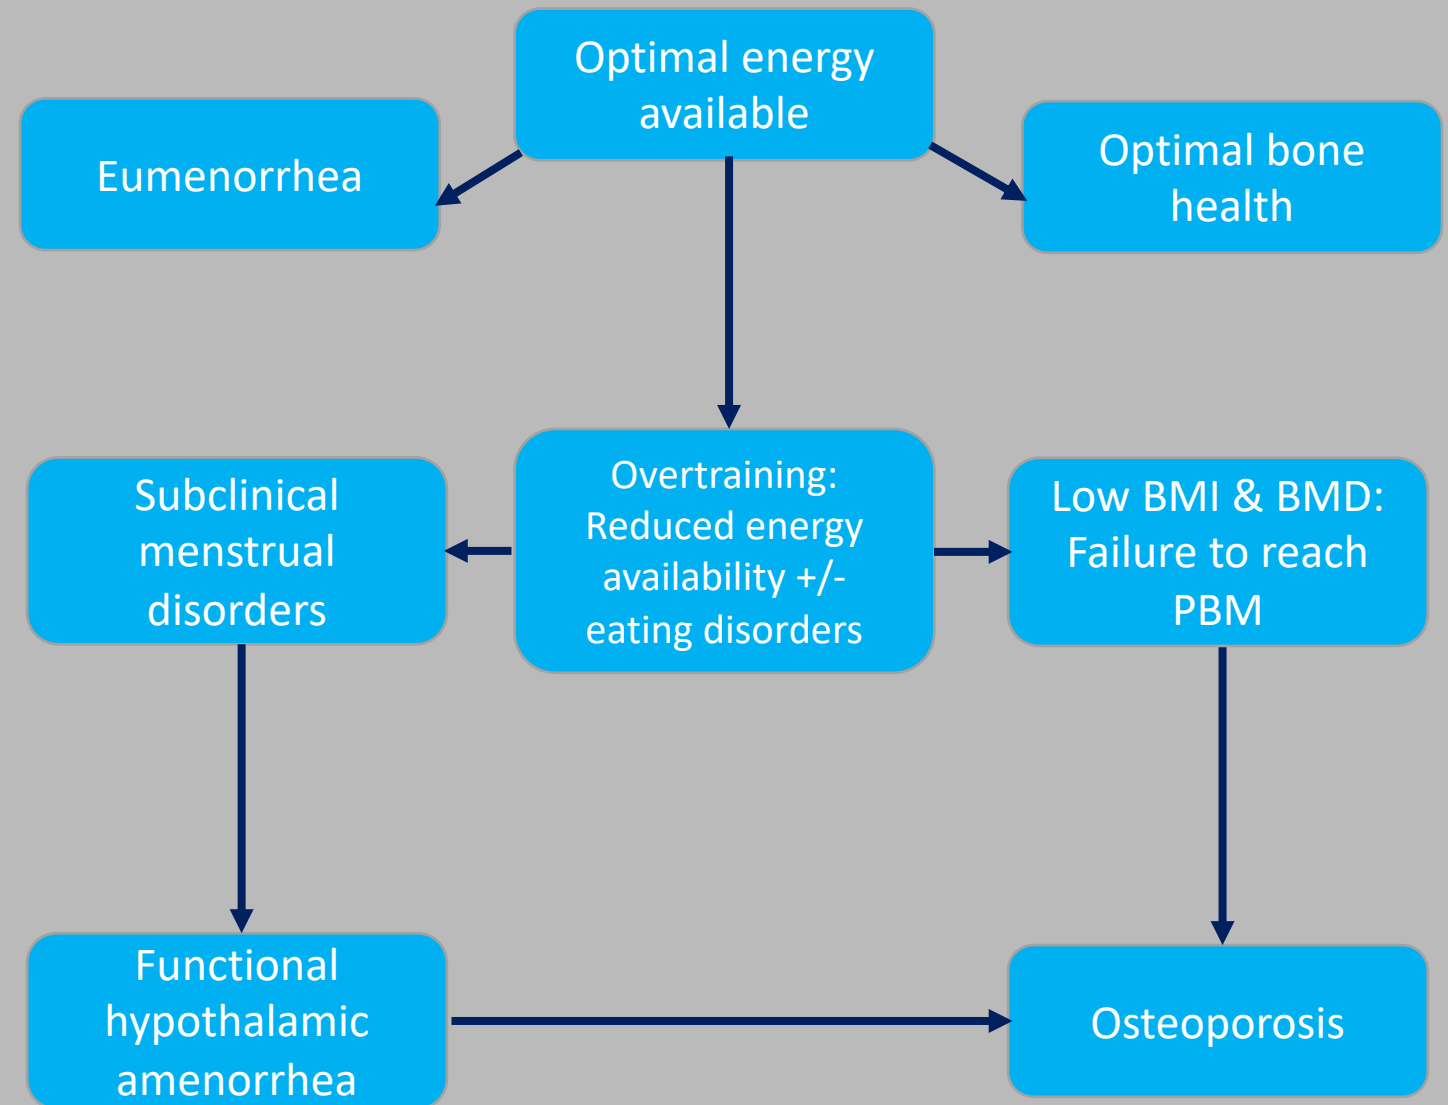 Optimal energy
available
Eumenorrhea
Optimal bone
health
Subclinical
menstrual
disorders
Overtraining:
Reduced energy
availability +/-
eating disorders
Low BMI & BMD:
Failure to reach
PBM
Functional
hypothalamic
amenorrhea
Osteoporosis